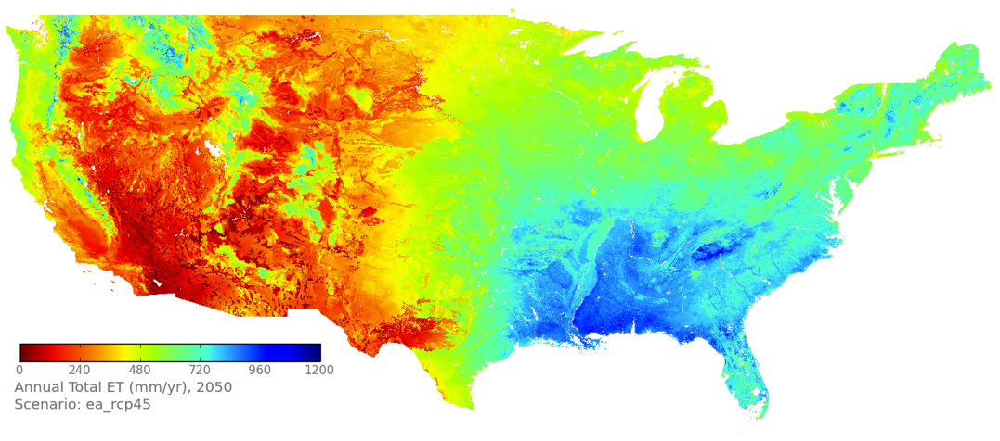 0 240 480 720 960 1200
Annual Total ET (mm/yr), 2050
Scenario: ea_rcp45